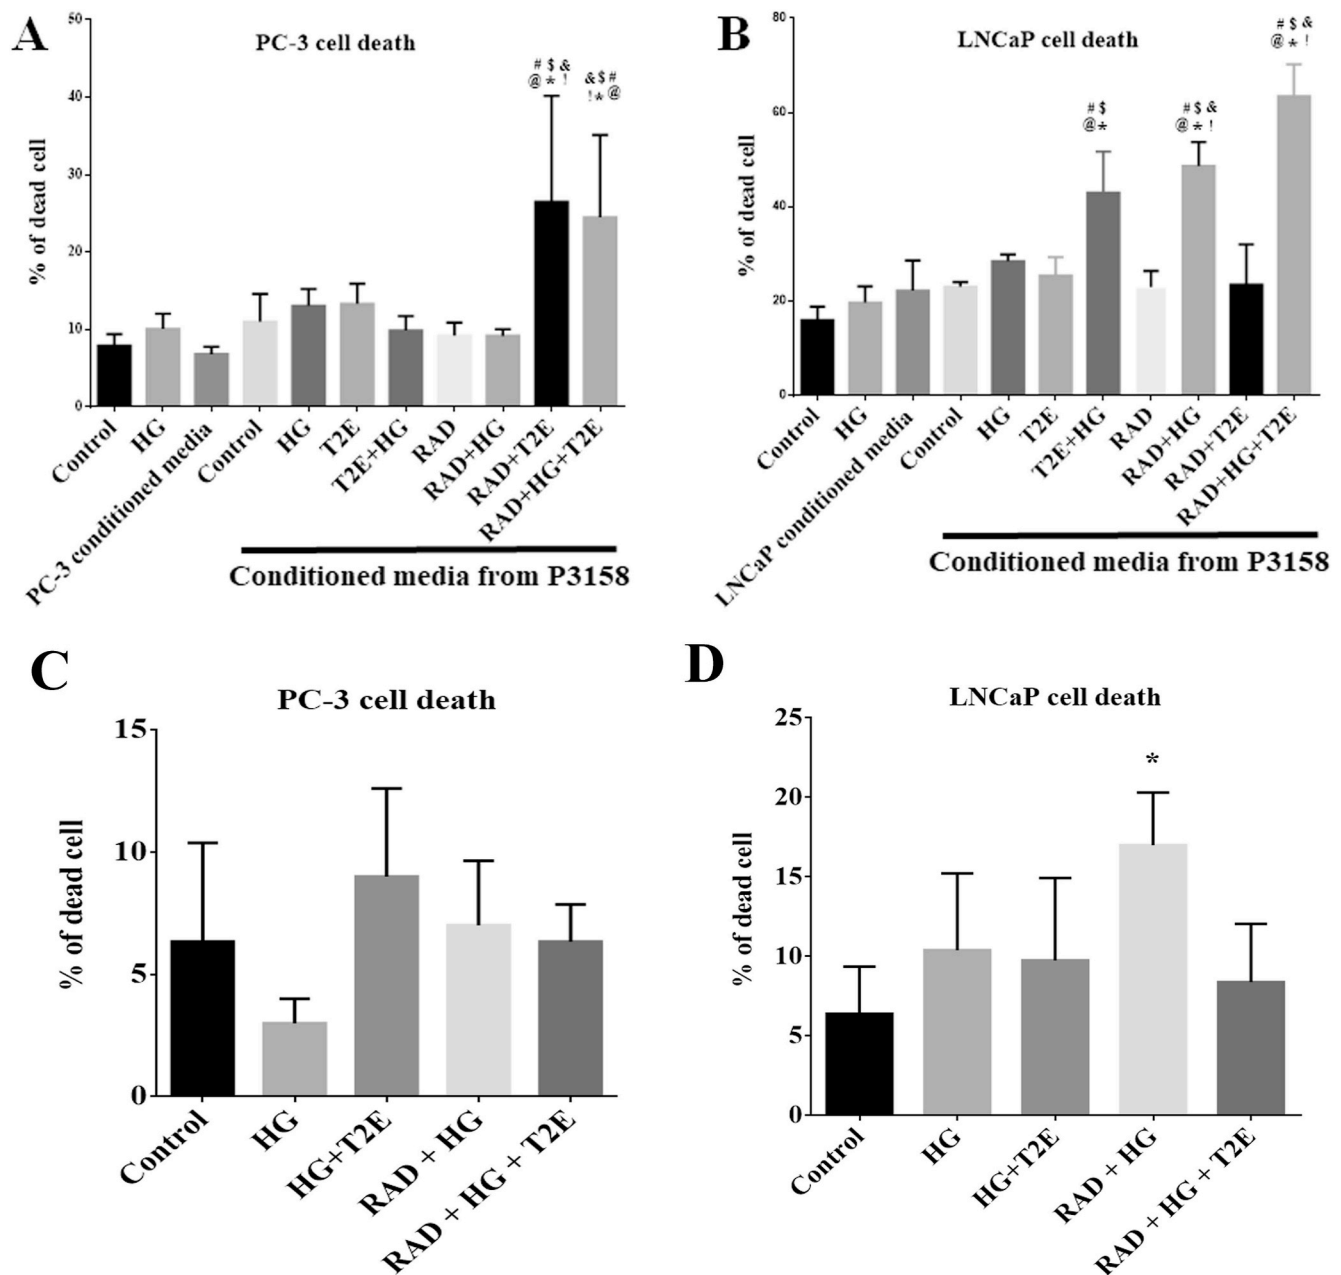 A
PC-3 cell death
% of dead cell
50
40
30
20
10
0
# $ &
@ * !
& $ #
! * @
Control
HG
PC-3 conditioned media
Control
HG
T2E
T2E+HG
RAD
RAD+HG
RAD+T2E
RAD+HG+T2E
Conditioned media from P3158
B
LNCaP cell death
% of dead cell
80
60
40
20
0
# $
@ *
# $ &
@ * !
# $ &
@ * !
Control
HG
LNCaP conditioned media
Control
HG
T2E
T2E+HG
RAD
RAD+HG
RAD+T2E
RAD+HG+T2E
Conditioned media from P3158
C
PC-3 cell death
% of dead cell
15
10
5
0
Control
HG
HG+T2E
RAD + HG
RAD + HG + T2E
D
LNCaP cell death
% of dead cell
25
20
15
10
5
0
*
Control
HG
HG+T2E
RAD + HG
RAD + HG + T2E